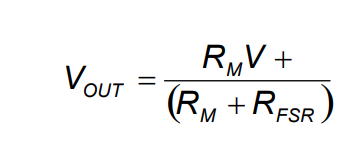 V_OUT = R_M V + / (R_M + R_FSR)